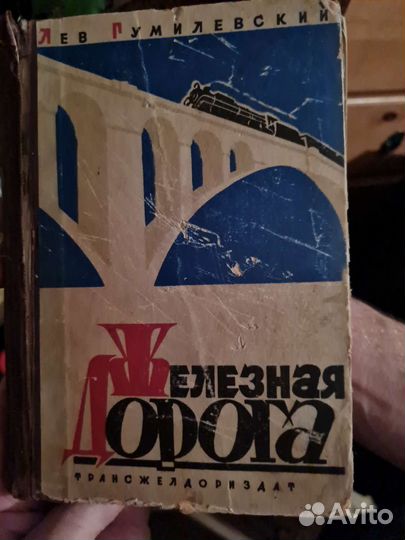 Лев Гумилевский
Железная
Дорога
Трансжелдориздат
Avito